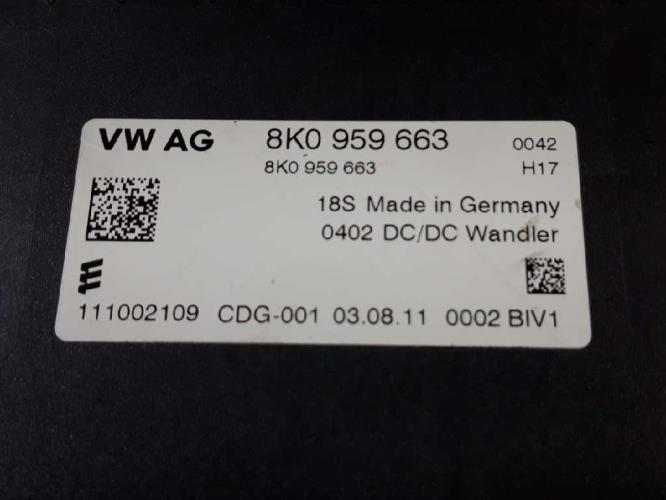 VW AG 8K0 959 663 0042
8K0 959 663 H17
18S Made in Germany
0402 DC/DC Wandler
111002109 CDG-001 03.08.11 0002 BIV1